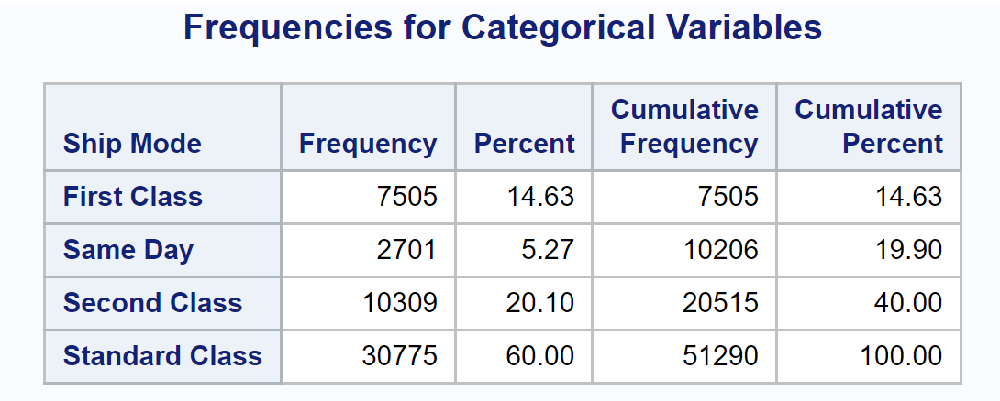 Frequencies for Categorical Variables
Ship Mode Frequency Percent Cumulative Frequency Cumulative Percent
First Class 7505 14.63 7505 14.63
Same Day 2701 5.27 10206 19.90
Second Class 10309 20.10 20515 40.00
Standard Class 30775 60.00 51290 100.00